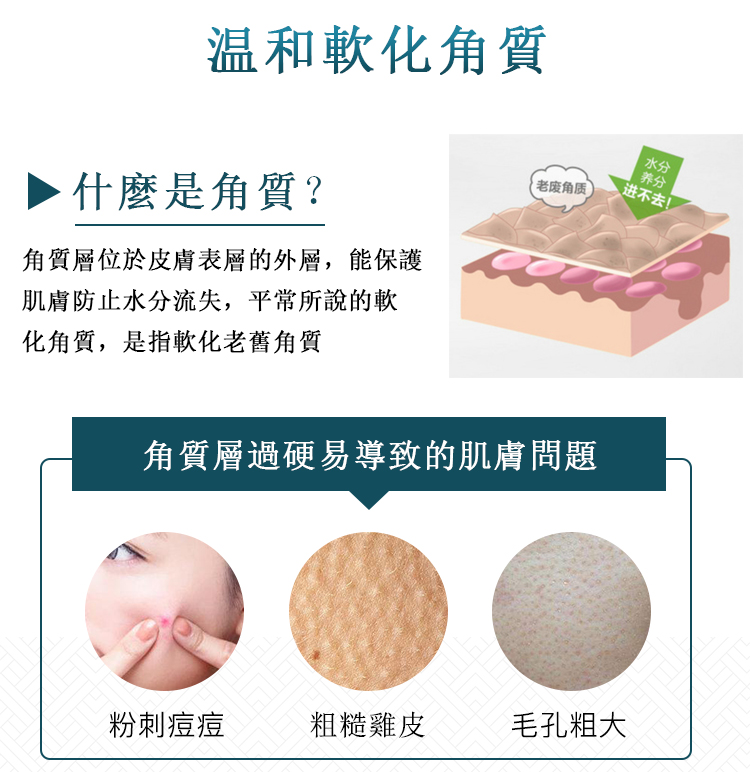 温和軟化角質
什麼是角質？
角質層位於皮膚表層的外層，能保護
肌膚防止水分流失，平常所說的軟
化角質，是指軟化老舊角質
老废角质
水分
养分
进不去!
角質層過硬易導致的肌膚問題
粉刺痘痘
粗糙雞皮
毛孔粗大